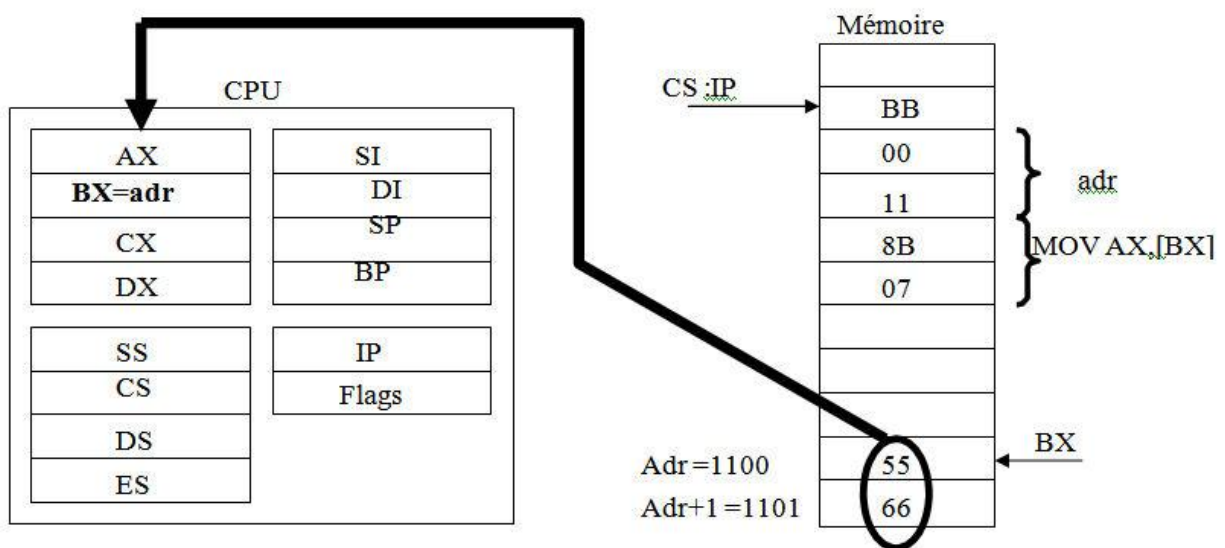 Mémoire
CPU
CS :IP
BB
AX
SI
00
BX=adr
DI
adr
11
SP
CX
8B
MOV AX,[BX]
BP
DX
07
SS
IP
CS
Flags
DS
BX
Adr =1100
55
ES
Adr+1 =1101
66